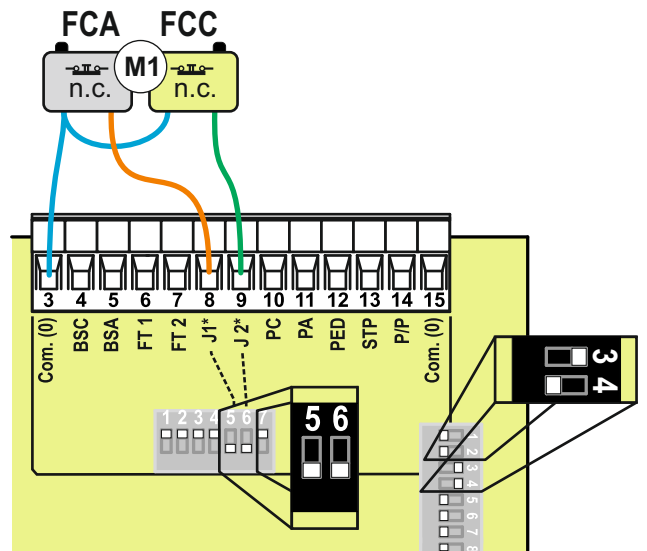 FCA FCC
M1
n.c. n.c.
3 4 5 6 7 8 9 10 11 12 13 14 15
Com. (0) BSC BSA FT 1 FT 2 J1* J 2* PC PA PED STP P/P Com. (0)
3
4
1 2 3 4 5 6 7
5 6
1
2
3
4
5
6
7
8